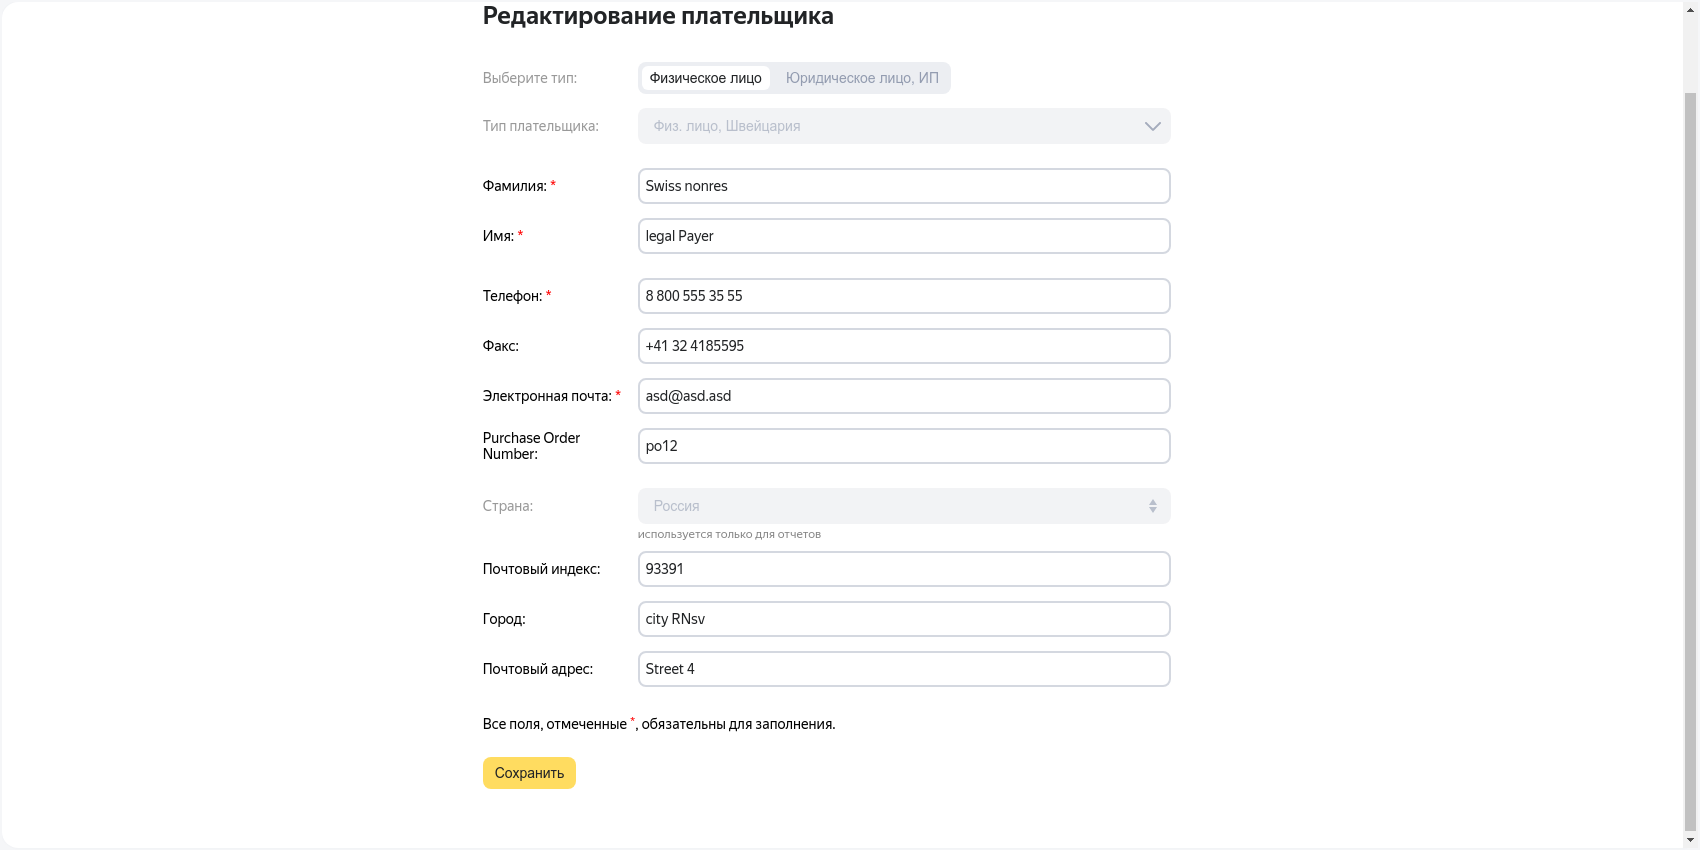 Редактирование плательщика
Выберите тип: Физическое лицо Юридическое лицо, ИП
Тип плательщика: Физ. лицо, Швейцария
Фамилия: * Swiss nonres
Имя: * legal Payer
Телефон: * 8 800 555 35 55
Факс: +41 32 4185595
Электронная почта: * asd@asd.asd
Purchase Order
Number: po12
Страна: Россия
используется только для отчетов
Почтовый индекс: 93391
Город: city RNsv
Почтовый адрес: Street 4
Все поля, отмеченные *, обязательны для заполнения.
Сохранить